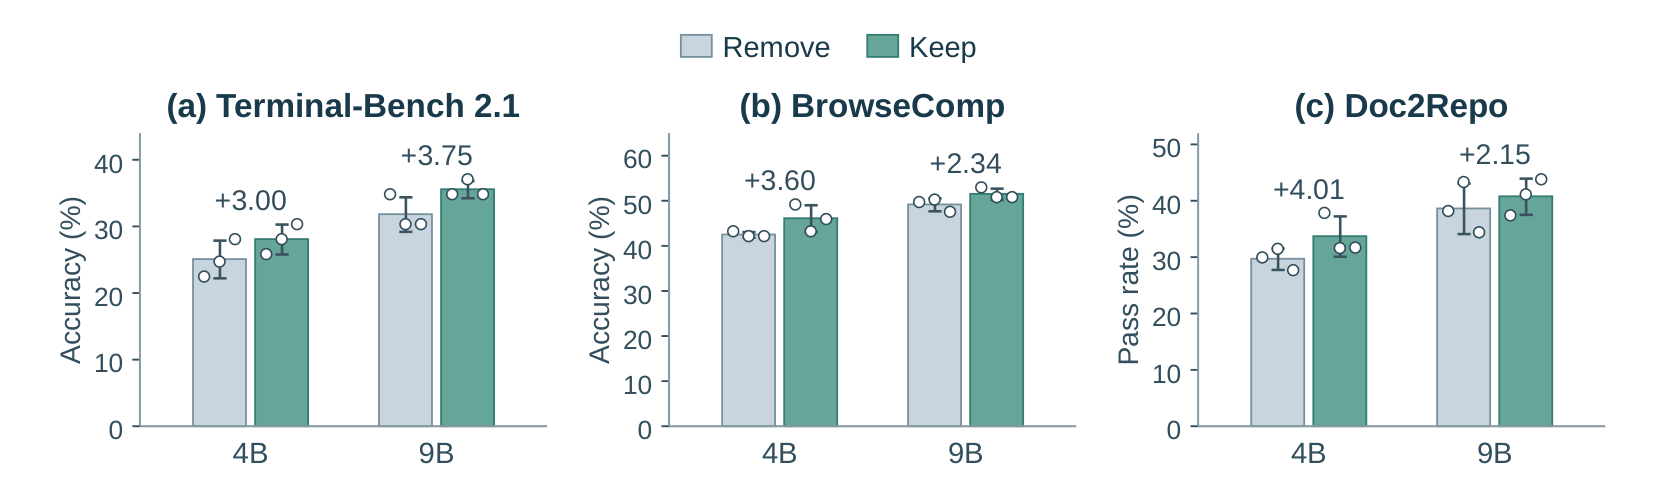 Remove Keep
(a) Terminal-Bench 2.1
Accuracy (%)
40
30
20
10
0
+3.00
+3.75
4B 9B
(b) BrowseComp
Accuracy (%)
60
50
40
30
20
10
0
+3.60
+2.34
4B 9B
(c) Doc2Repo
Pass rate (%)
50
40
30
20
10
0
+4.01
+2.15
4B 9B